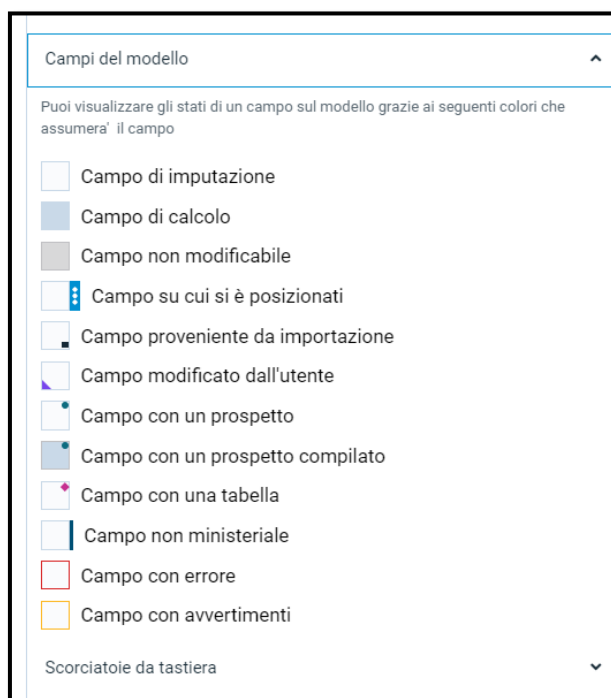 Campi del modello
Puoi visualizzare gli stati di un campo sul modello grazie ai seguenti colori che
assumera' il campo
Campo di imputazione
Campo di calcolo
Campo non modificabile
Campo su cui si è posizionati
Campo proveniente da importazione
Campo modificato dall'utente
Campo con un prospetto
Campo con un prospetto compilato
Campo con una tabella
Campo non ministeriale
Campo con errore
Campo con avvertimenti
Scorciatoie da tastiera